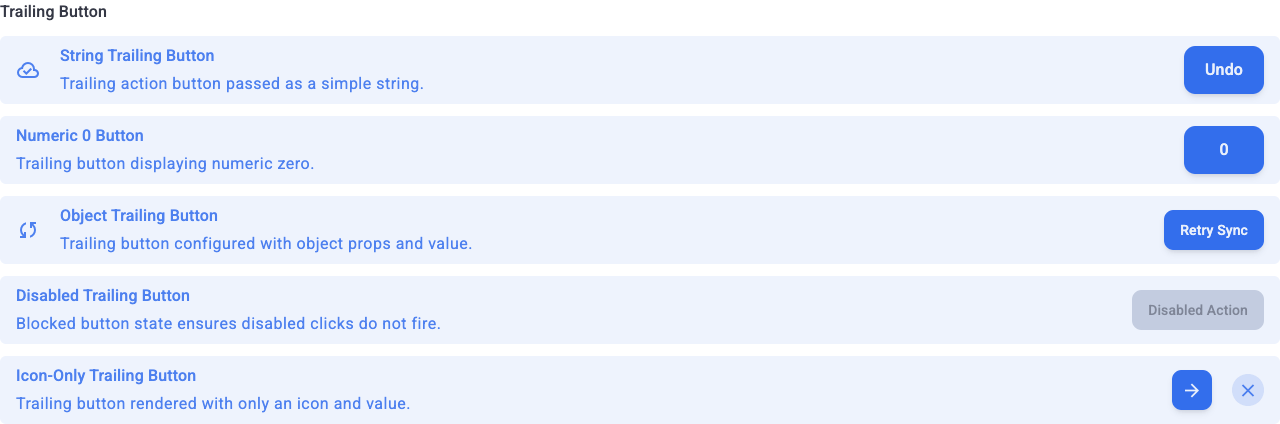 Trailing Button
String Trailing Button
Trailing action button passed as a simple string.
Undo
Numeric 0 Button
Trailing button displaying numeric zero.
0
Object Trailing Button
Trailing button configured with object props and value.
Retry Sync
Disabled Trailing Button
Blocked button state ensures disabled clicks do not fire.
Disabled Action
Icon-Only Trailing Button
Trailing button rendered with only an icon and value.